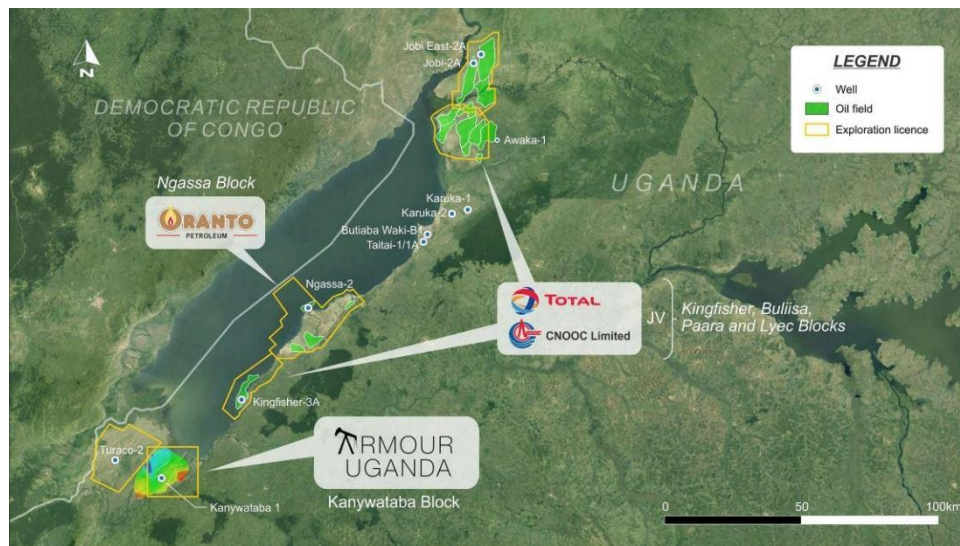 Jobi East-2A
Jobi-2A
N
DEMOCRATIC REPUBLIC
OF CONGO
LEGEND
Well
Oil field
Exploration licence
Awaka-1
Ngassa Block
ORANTO
PETROLEUM
UGANDA
Karuka-1
Karuka-2
Butiaba Waki-B
Taitai-1/1A
Ngassa-2
TOTAL
CNOOC
CNOOC Limited
JV
Kingfisher, Buliisa,
Paara and Lyec Blocks
Kingfisher-3A
ARMOUR
UGANDA
Kanywataba Block
Turaco-2
Kanywataba 1
0 50 100km